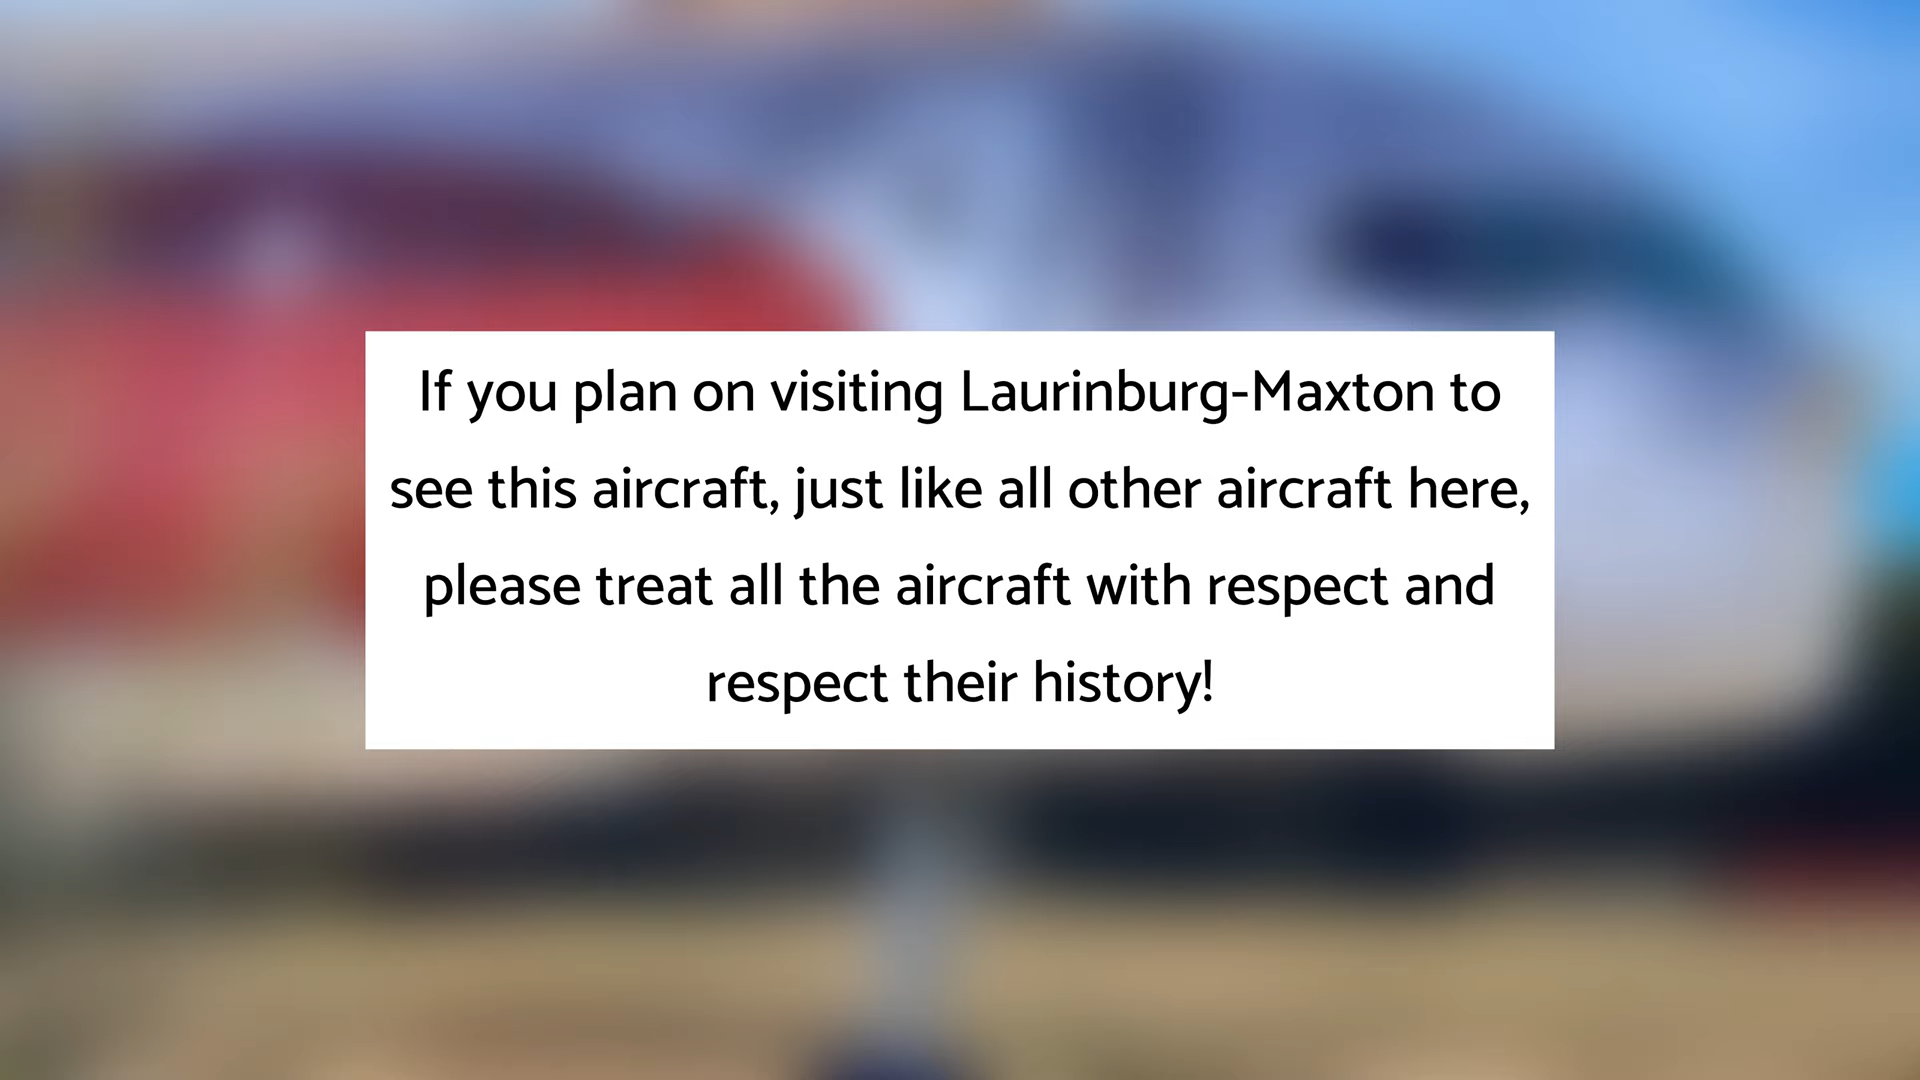 If you plan on visiting Laurinburg-Maxton to
see this aircraft, just like all other aircraft here,
please treat all the aircraft with respect and
respect their history!